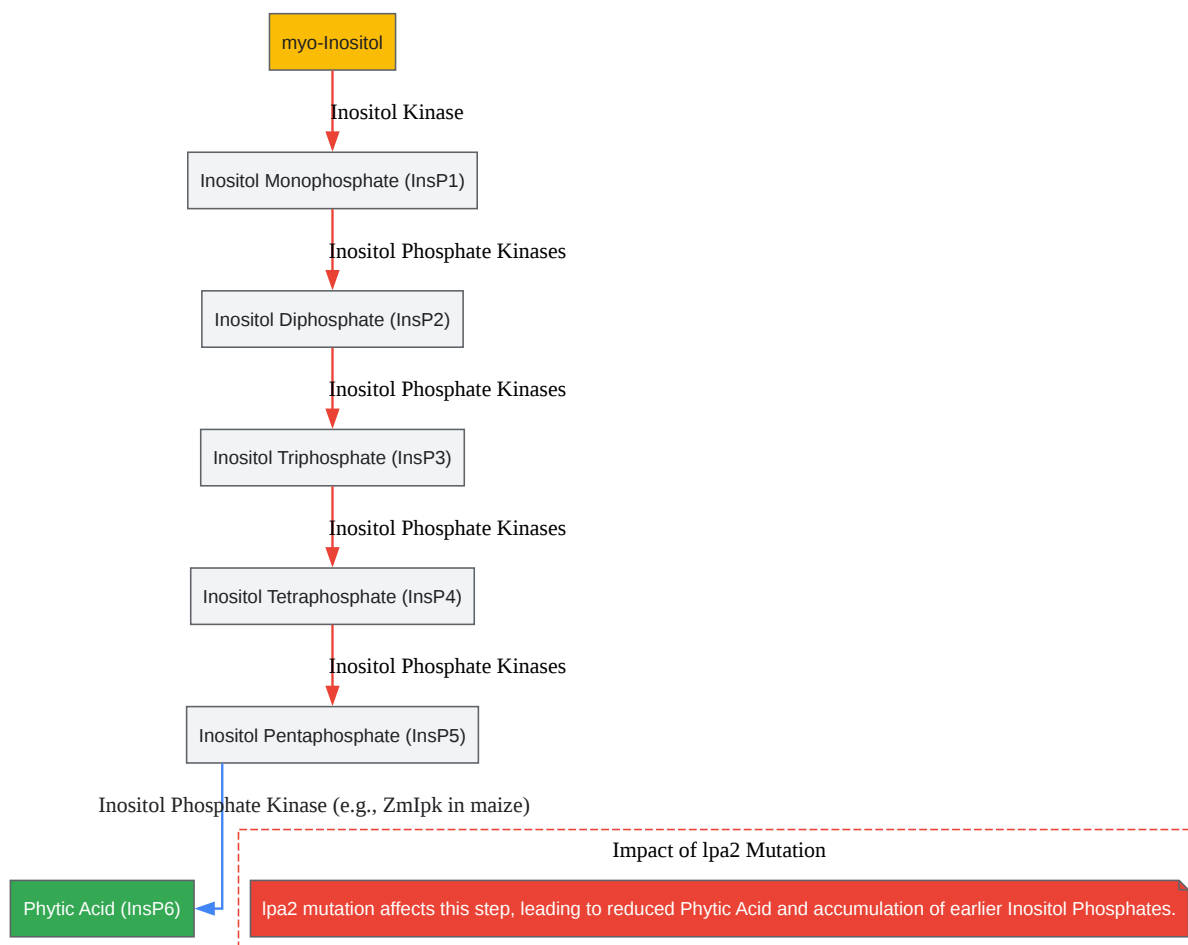 myo-Inositol
Inositol Kinase
Inositol Monophosphate (InsP1)
Inositol Phosphate Kinases
Inositol Diphosphate (InsP2)
Inositol Phosphate Kinases
Inositol Triphosphate (InsP3)
Inositol Phosphate Kinases
Inositol Tetraphosphate (InsP4)
Inositol Phosphate Kinases
Inositol Pentaphosphate (InsP5)
Inositol Phosphate Kinase (e.g., ZmIpk in maize)
Impact of lpa2 Mutation
Phytic Acid (InsP6)
lpa2 mutation affects this step, leading to reduced Phytic Acid and accumulation of earlier Inositol Phosphates.